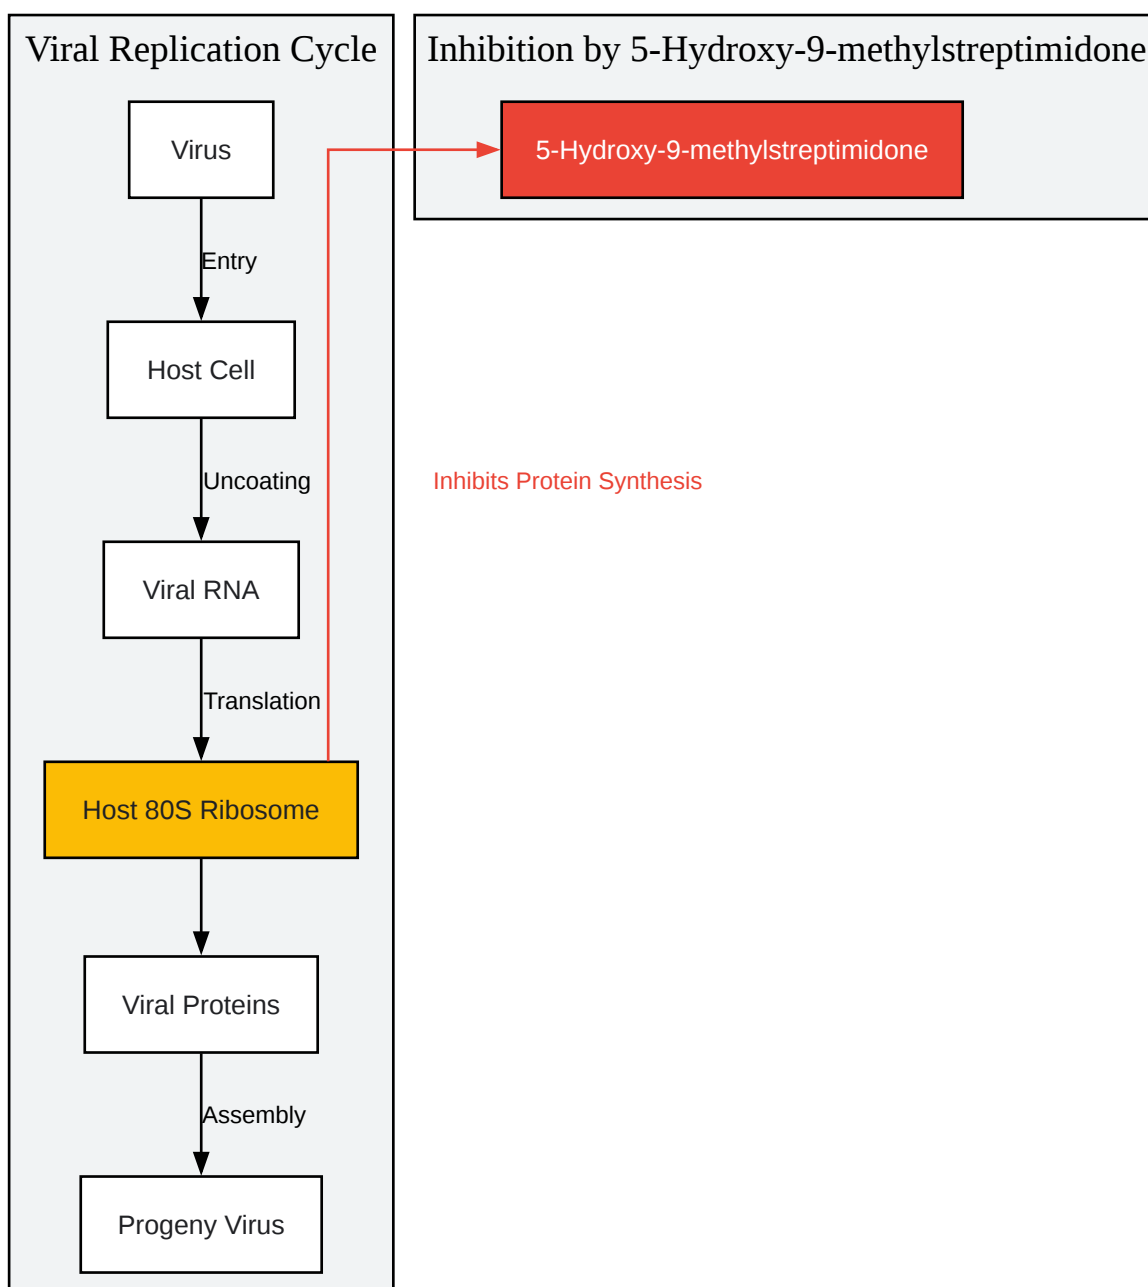 Viral Replication Cycle
Virus
Entry
Host Cell
Uncoating
Viral RNA
Translation
Host 80S Ribosome
Viral Proteins
Assembly
Progeny Virus
Inhibition by 5-Hydroxy-9-methylstreptimidone
5-Hydroxy-9-methylstreptimidone
Inhibits Protein Synthesis